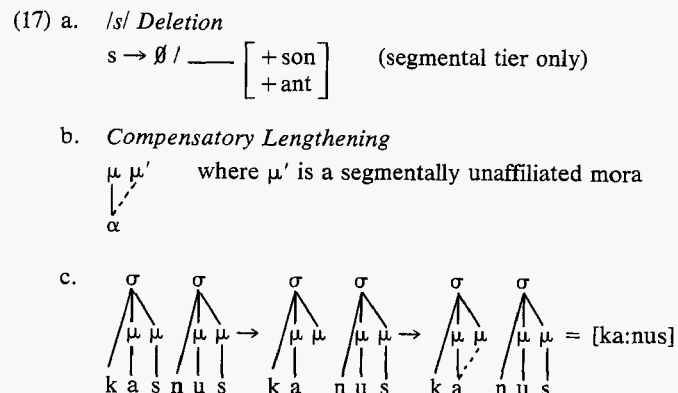 (17) a. /s/ Deletion
s → Ø / ___ [+son +ant] (segmental tier only)
b. Compensatory Lengthening
μ μ′ where μ′ is a segmentally unaffiliated mora
α
c. σ σ σ σ σ σ
μ μ μ μ → μ μ μ μ → μ μ μ μ = [ka:nus]
k a s n u s k a n u s k a n u s